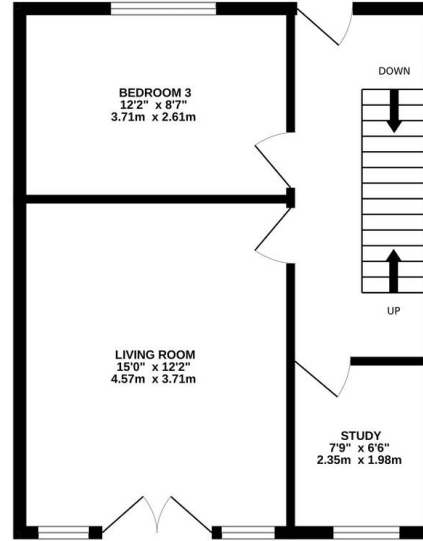 BEDROOM 3
12'2" x 8'7"
3.71m x 2.61m
DOWN
UP
LIVING ROOM
15'0" x 12'2"
4.57m x 3.71m
STUDY
7'9" x 6'6"
2.35m x 1.98m